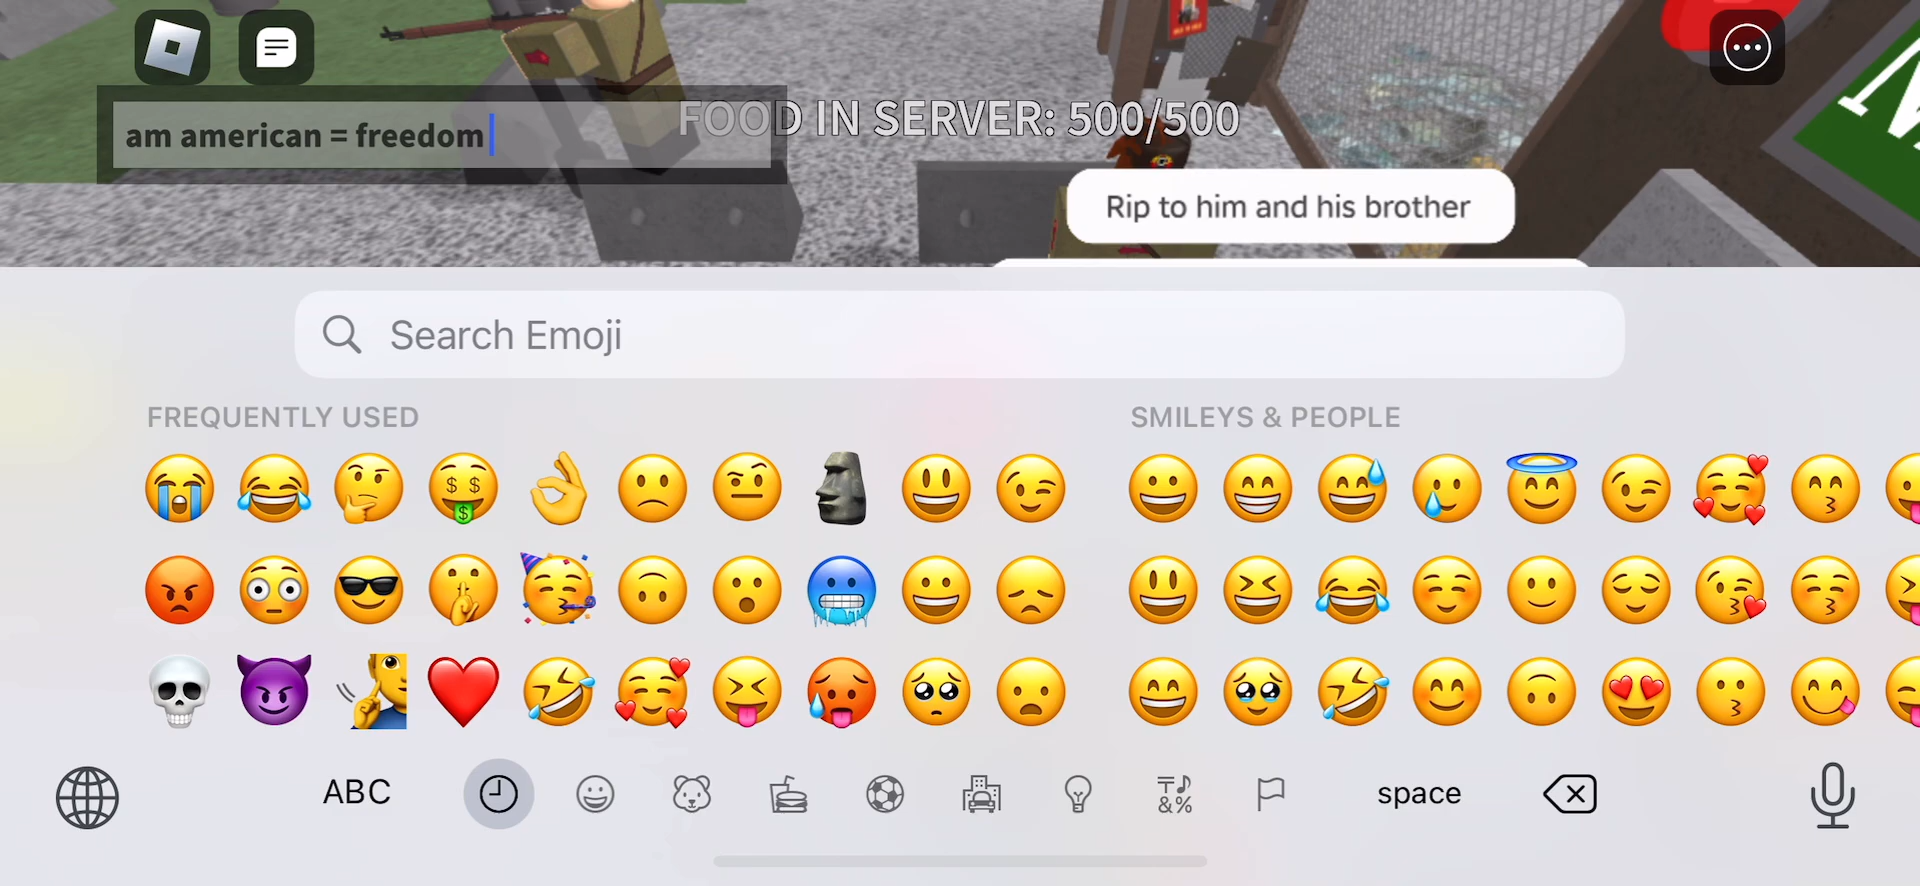 FOOD IN SERVER: 500/500
am american = freedom
Rip to him and his brother
Search Emoji
FREQUENTLY USED
SMILEYS & PEOPLE
ABC
space